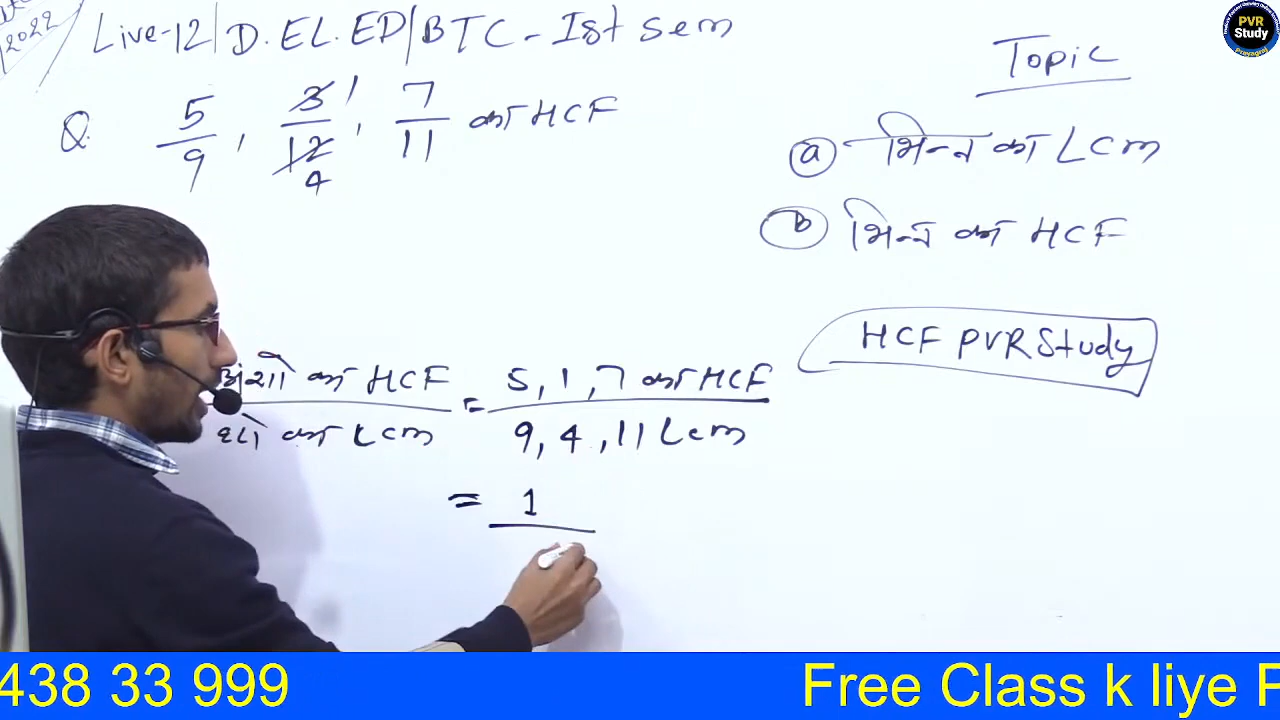 2022
Live-12 | D.EL.ED | BTC - Ist Sem
Q. 5/9, 3/12 1/4, 7/11 का HCF
Topic
(a) भिन्न का LCM
(b) भिन्न का HCF
HCF PVR Study
अंशो का HCF / का LCM = 5, 1, 7 का HCF / 9, 4, 11 LCM
= 1
PVR
Study
Prayagraj
438 33 999
Free Class k liye P